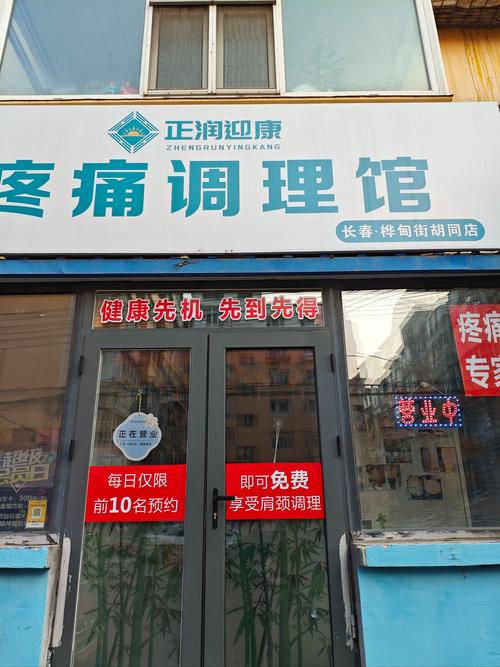 正润迎康
ZHENGRUNYINGKANG
疼痛调理馆
长春·桦甸街胡同店
健康先机 先到先得
正在营业
每日仅限
前10名预约
即可免费
享受肩颈调理
营业中
疼痛
专家